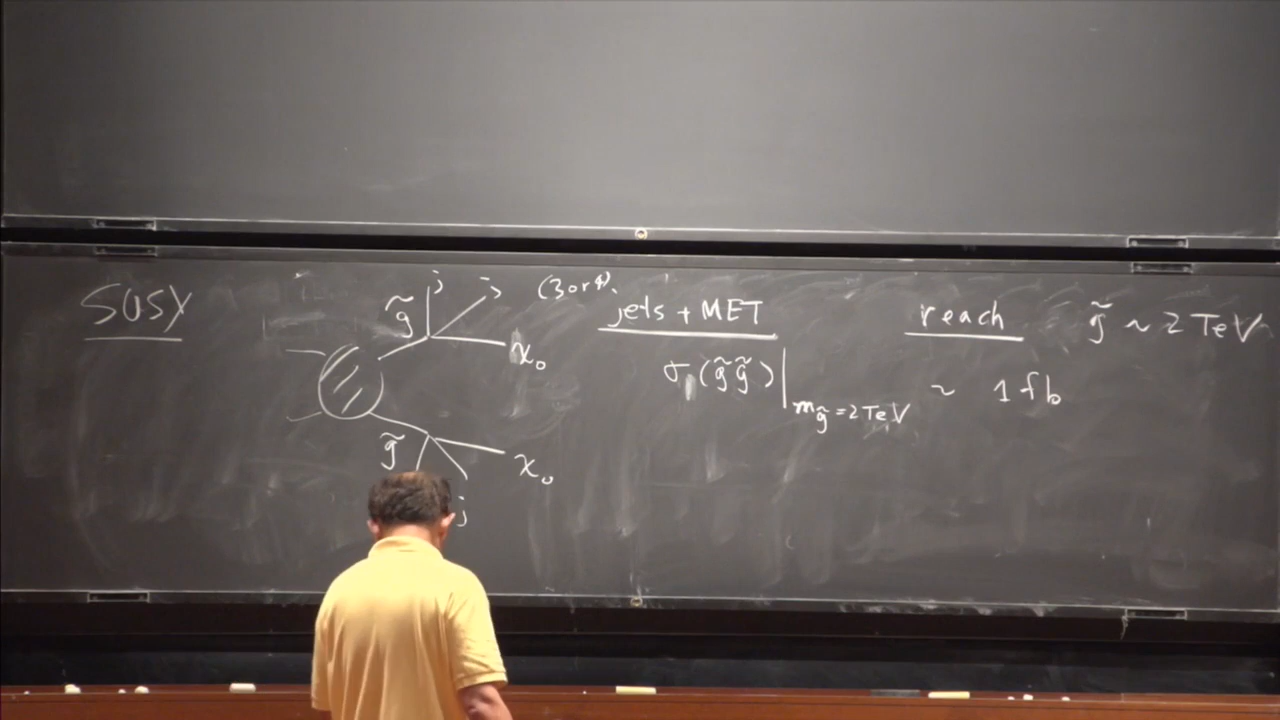 SUSY
g̃ j j
χ₀
g̃
χ₀
j
(3 or 4) jets + MET
σ(g̃g̃)|m_g̃ = 2 TeV ~ 1 fb
reach g̃ ~ 2 TeV